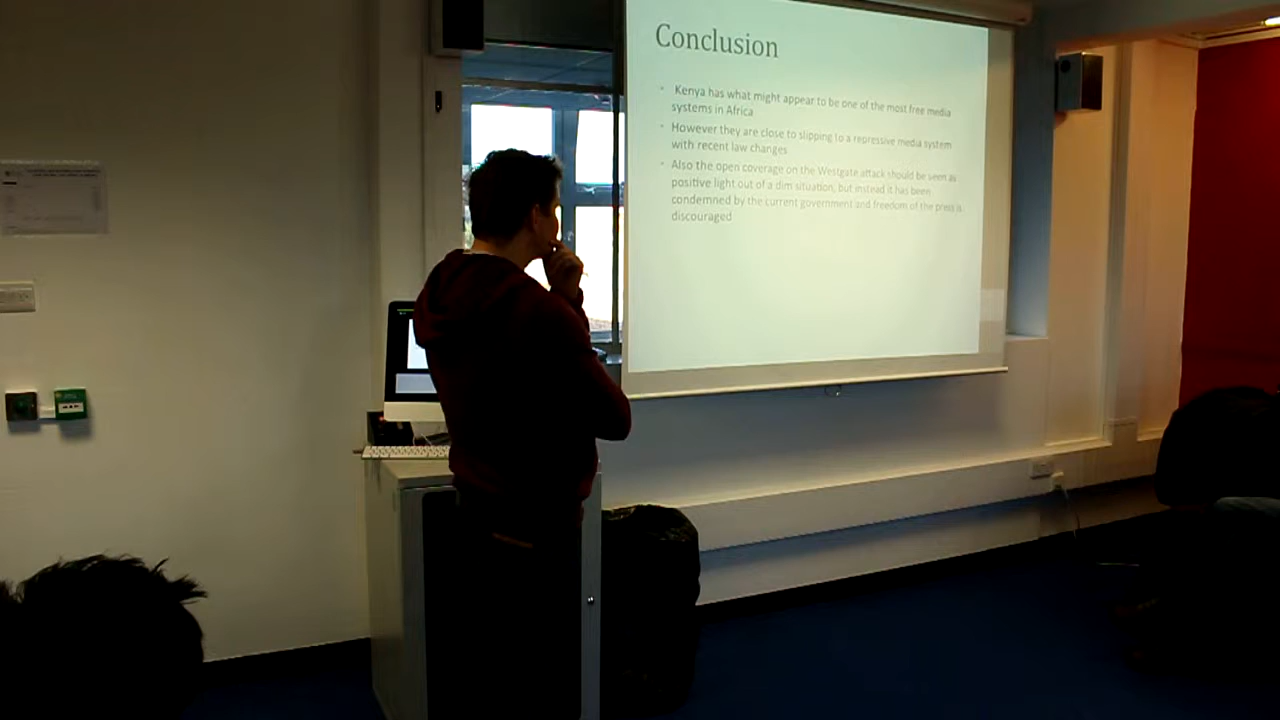 Conclusion
Kenya has what might appear to be one of the most free media
systems in Africa
However they are close to slipping to a repressive media system
with recent law changes
Also the open coverage on the Westgate attack should be seen as
positive light out of a dim situation, but instead it has been
condemned by the current government and freedom of the press is
discouraged